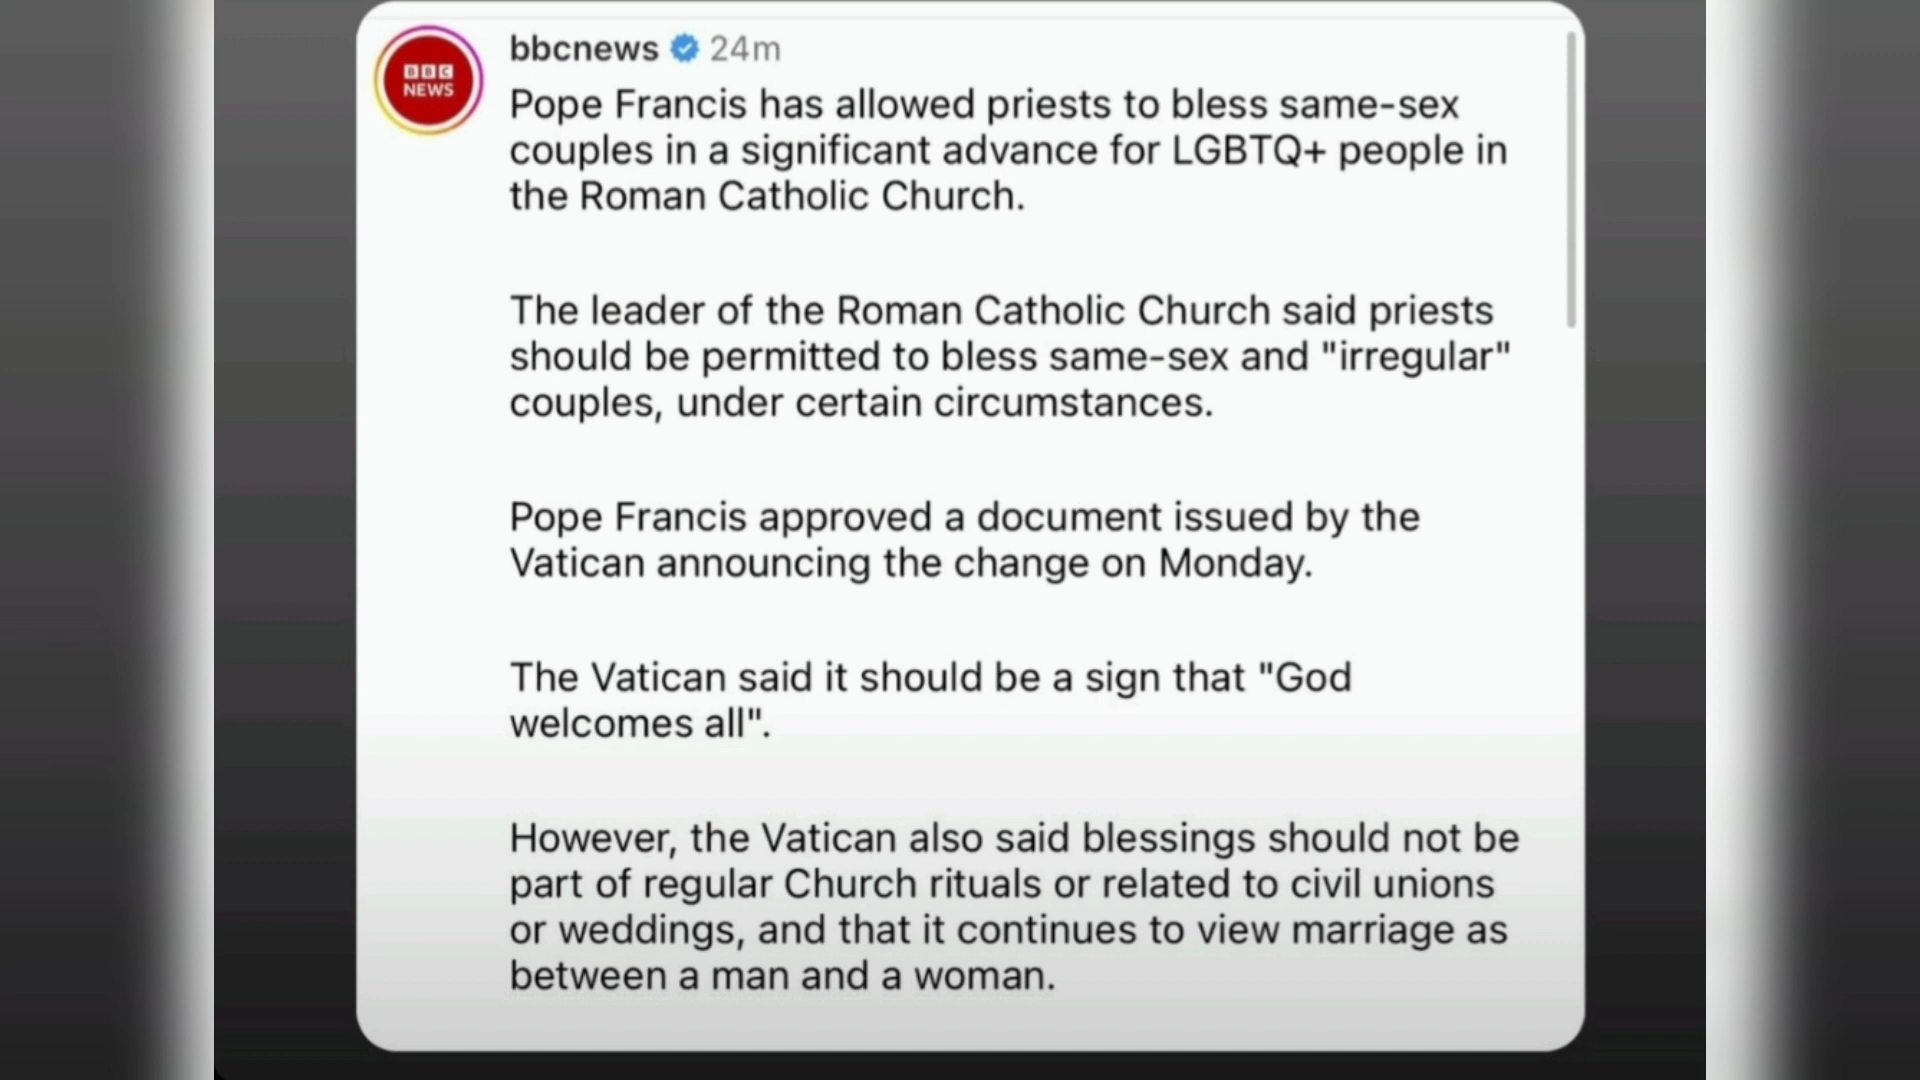 BBC
NEWS
bbcnews 24m
Pope Francis has allowed priests to bless same-sex
couples in a significant advance for LGBTQ+ people in
the Roman Catholic Church.
The leader of the Roman Catholic Church said priests
should be permitted to bless same-sex and "irregular"
couples, under certain circumstances.
Pope Francis approved a document issued by the
Vatican announcing the change on Monday.
The Vatican said it should be a sign that "God
welcomes all".
However, the Vatican also said blessings should not be
part of regular Church rituals or related to civil unions
or weddings, and that it continues to view marriage as
between a man and a woman.